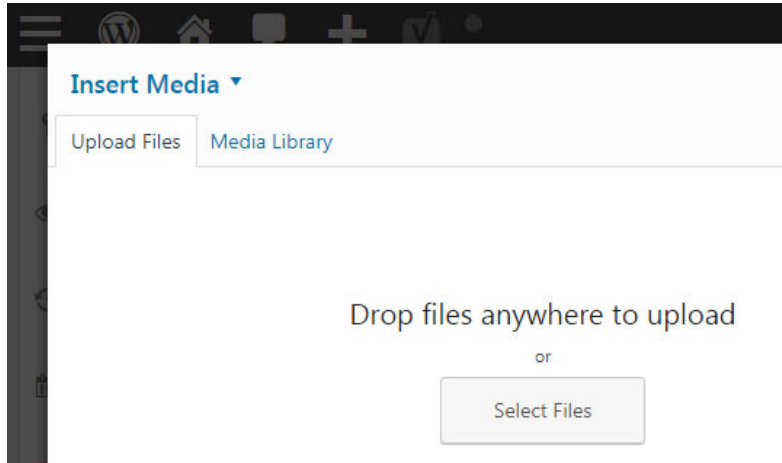 Insert Media
Upload Files Media Library
Drop files anywhere to upload
or
Select Files